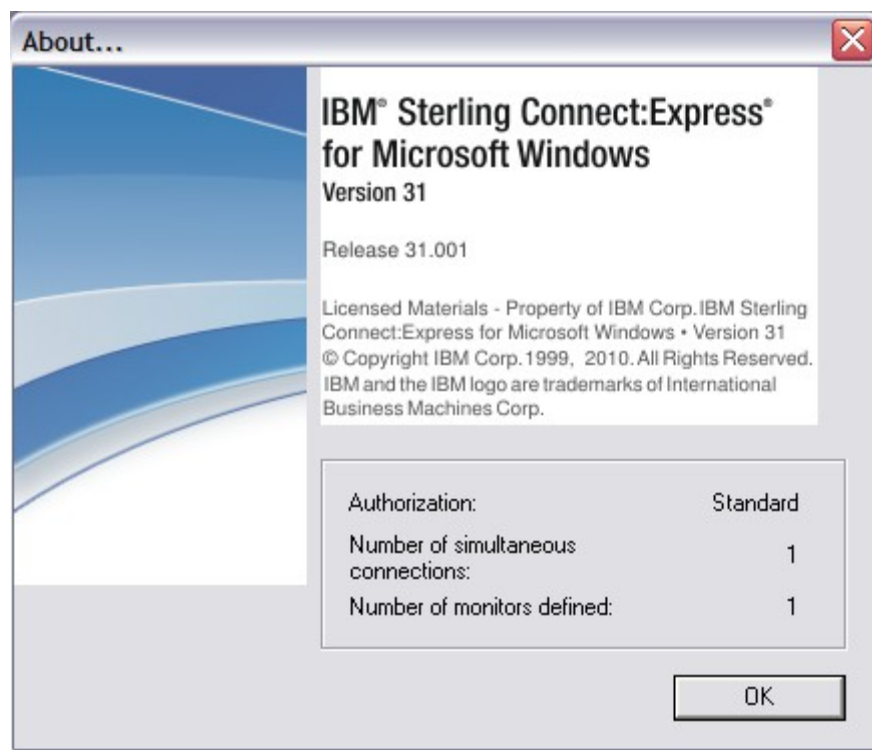 About...
IBM® Sterling Connect:Express®
for Microsoft Windows
Version 31
Release 31.001
Licensed Materials - Property of IBM Corp.IBM Sterling
Connect:Express for Microsoft Windows • Version 31
© Copyright IBM Corp.1999, 2010. All Rights Reserved.
IBM and the IBM logo are trademarks of International
Business Machines Corp.
Authorization: Standard
Number of simultaneous
connections: 1
Number of monitors defined: 1
OK